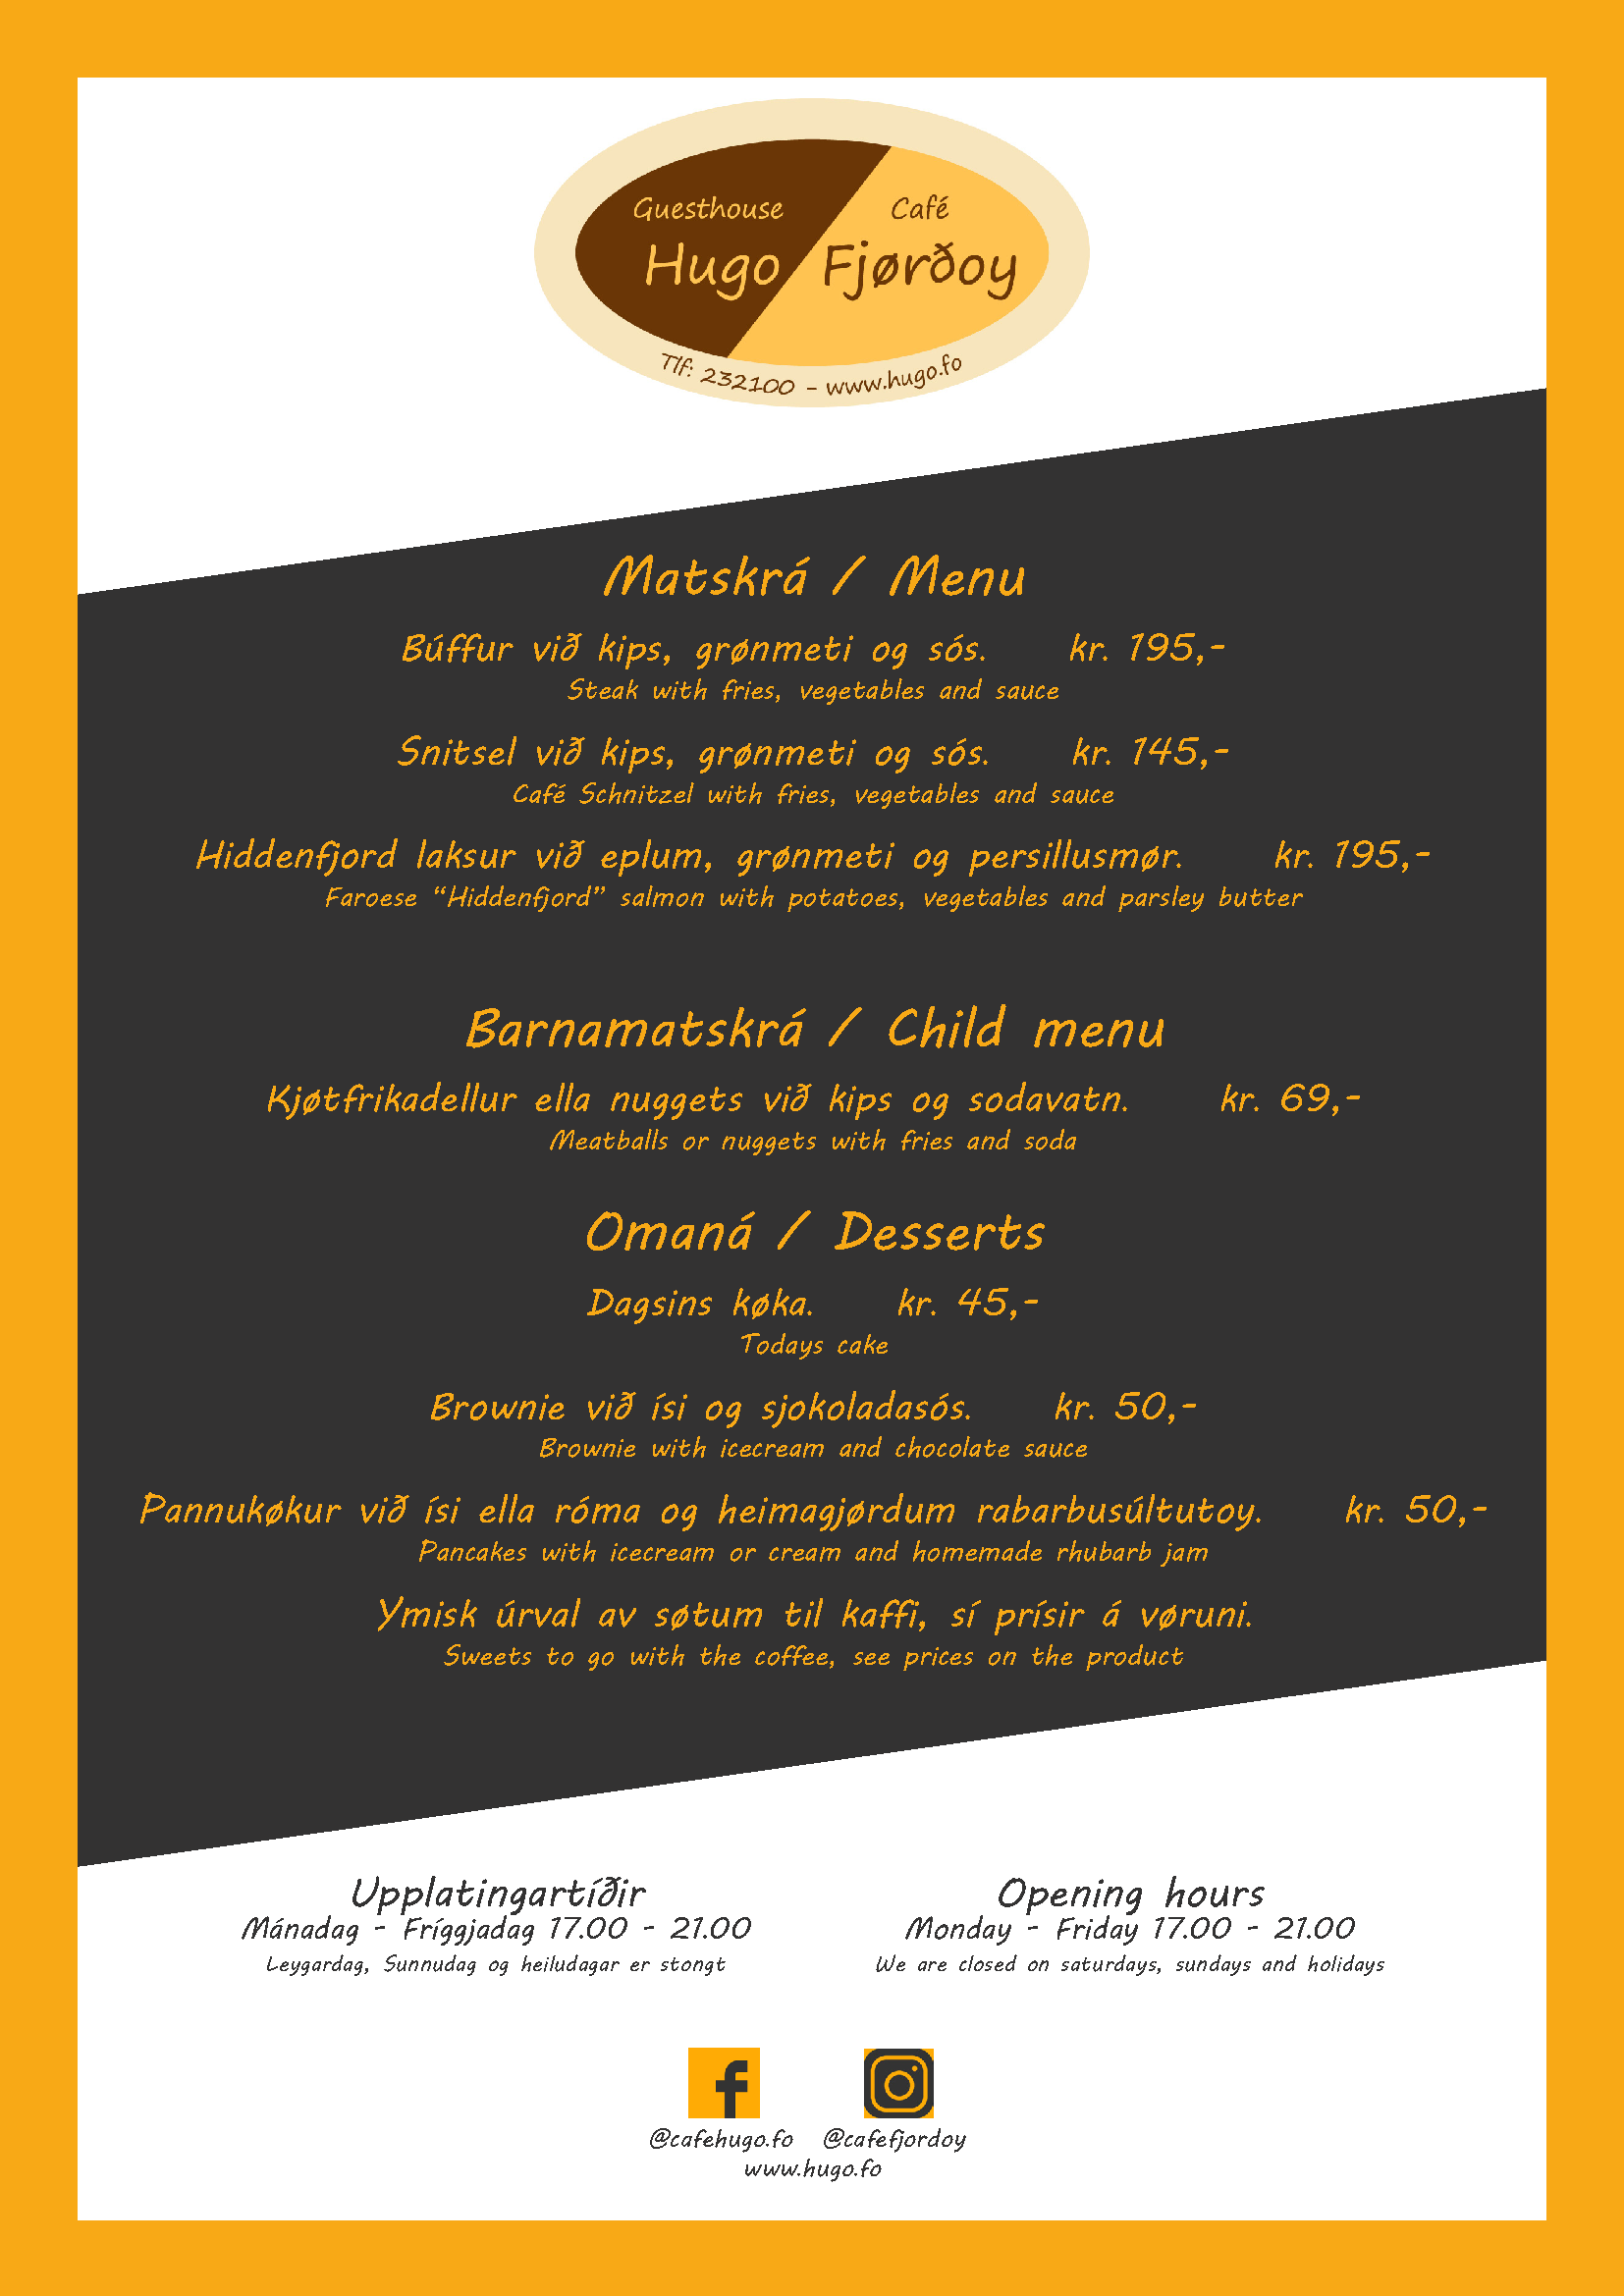 Guesthouse
Hugo
Café
Fjørðoy
Tlf: 232100 - www.hugo.fo
Matskrá / Menu
Búffur við kips, grønmeti og sós. kr. 195,-
Steak with fries, vegetables and sauce
Snitsel við kips, grønmeti og sós. kr. 145,-
Café Schnitzel with fries, vegetables and sauce
Hiddenfjord laksur við eplum, grønmeti og persillusmør. kr. 195,-
Faroese “Hiddenfjord” salmon with potatoes, vegetables and parsley butter
Barnamatskrá / Child menu
Kjøtfrikadellur ella nuggets við kips og sodavatn. kr. 69,-
Meatballs or nuggets with fries and soda
Omaná / Desserts
Dagsins køka. kr. 45,-
Todays cake
Brownie við ísi og sjokoladasós. kr. 50,-
Brownie with icecream and chocolate sauce
Pannukøkur við ísi ella róma og heimagjørdum rabarbusúltutoy. kr. 50,-
Pancakes with icecream or cream and homemade rhubarb jam
Ymisk úrval av søtum til kaffi, sí prísir á vøruni.
Sweets to go with the coffee, see prices on the product
Upplatingartíðir
Mánadag - Fríggjadag 17.00 - 21.00
Leygardag, Sunnudag og heiludagar er stongt
Opening hours
Monday - Friday 17.00 - 21.00
We are closed on saturdays, sundays and holidays
@cafehugo.fo @cafefjordoy
www.hugo.fo